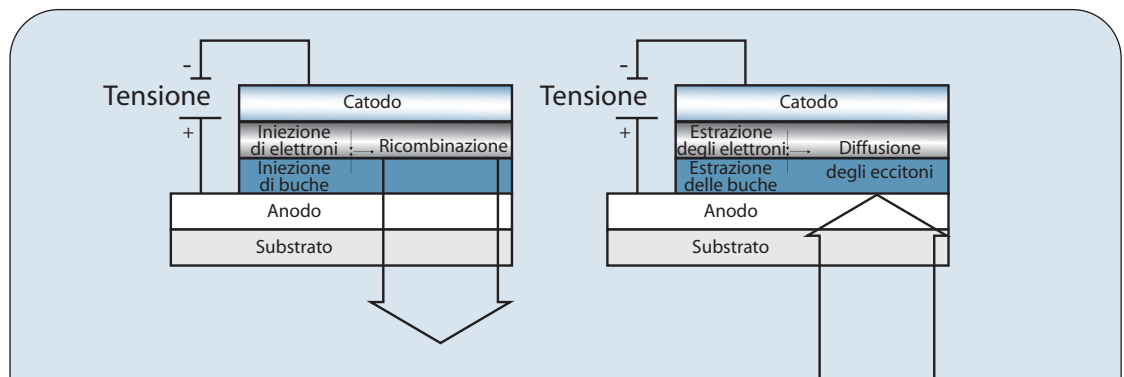 -
Tensione
+
Catodo
Iniezione
di elettroni
Ricombinazione
Iniezione
di buche
Anodo
Substrato
-
Tensione
+
Catodo
Estrazione
degli elettroni
Diffusione
degli eccitoni
Estrazione
delle buche
Anodo
Substrato